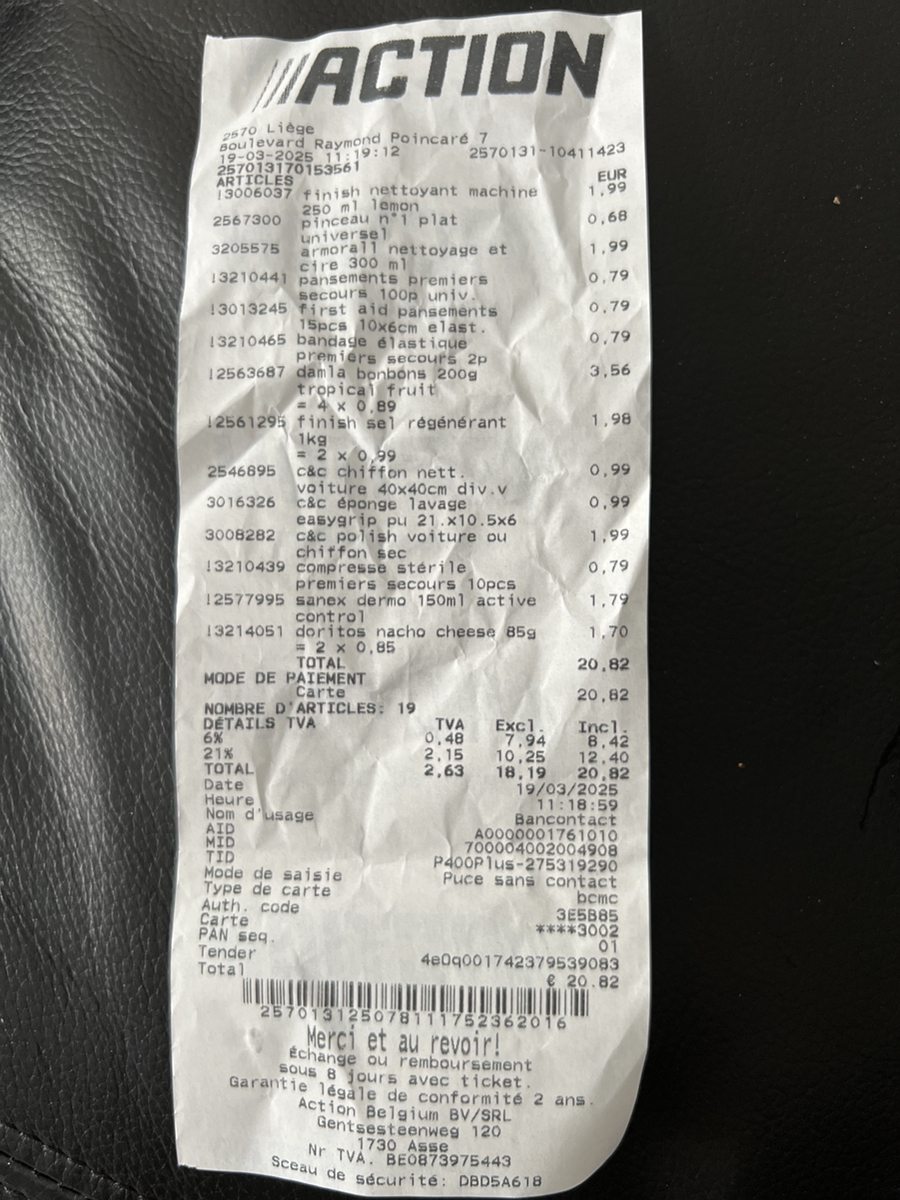 ///ACTION
2570 Liège
Boulevard Raymond Poincaré 7
19-03-2025 11:19:12 2570131-10411423
257013170153561
ARTICLES EUR
!3006037 finish nettoyant machine 1,99
250 ml lemon
2567300 pinceau n°1 plat 0,68
universel
3205575 armorall nettoyage et 1,99
cire 300 ml
!3210441 pansements premiers 0,79
secours 100p univ.
!3013245 first aid pansements 0,79
15pcs 10x6cm elast.
!3210465 bandage élastique 0,79
premiers secours 2p
!2563687 damla bonbons 200g 3,56
tropical fruit
= 4 x 0,89
!2561295 finish sel régénérant 1,98
1kg
= 2 x 0,99
2546895 c&c chiffon nett. 0,99
voiture 40x40cm div.v
3016326 c&c éponge lavage 0,99
easygrip pu 21.x10.5x6
3008282 c&c polish voiture ou 1,99
chiffon sec
!3210439 compresse stérile 0,79
premiers secours 10pcs
!2577995 sanex dermo 150ml active 1,79
control
!3214051 doritos nacho cheese 85g 1,70
= 2 x 0,85
TOTAL 20,82
MODE DE PAIEMENT
Carte 20,82
NOMBRE D'ARTICLES: 19
DÉTAILS TVA TVA Excl. Incl.
6% 0,48 7,94 8,42
21% 2,15 10,25 12,40
TOTAL 2,63 18,19 20,82
Date 19/03/2025
Heure 11:18:59
Nom d'usage Bancontact
AID A0000001761010
MID 700004002004908
TID P400Plus-275319290
Mode de saisie Puce sans contact
Type de carte bcmc
Auth. code 3E5B85
Carte ****3002
PAN seq. 01
Tender 4e0q001742379539083
Total € 20.82
2570131250781117523620​16
Merci et au revoir!
Échange ou remboursement
sous 8 jours avec ticket.
Garantie légale de conformité 2 ans.
Action Belgium BV/SRL
Gentsesteenweg 120
1730 Asse
Nr TVA. BE0873975443
Sceau de sécurité: DBD5A618